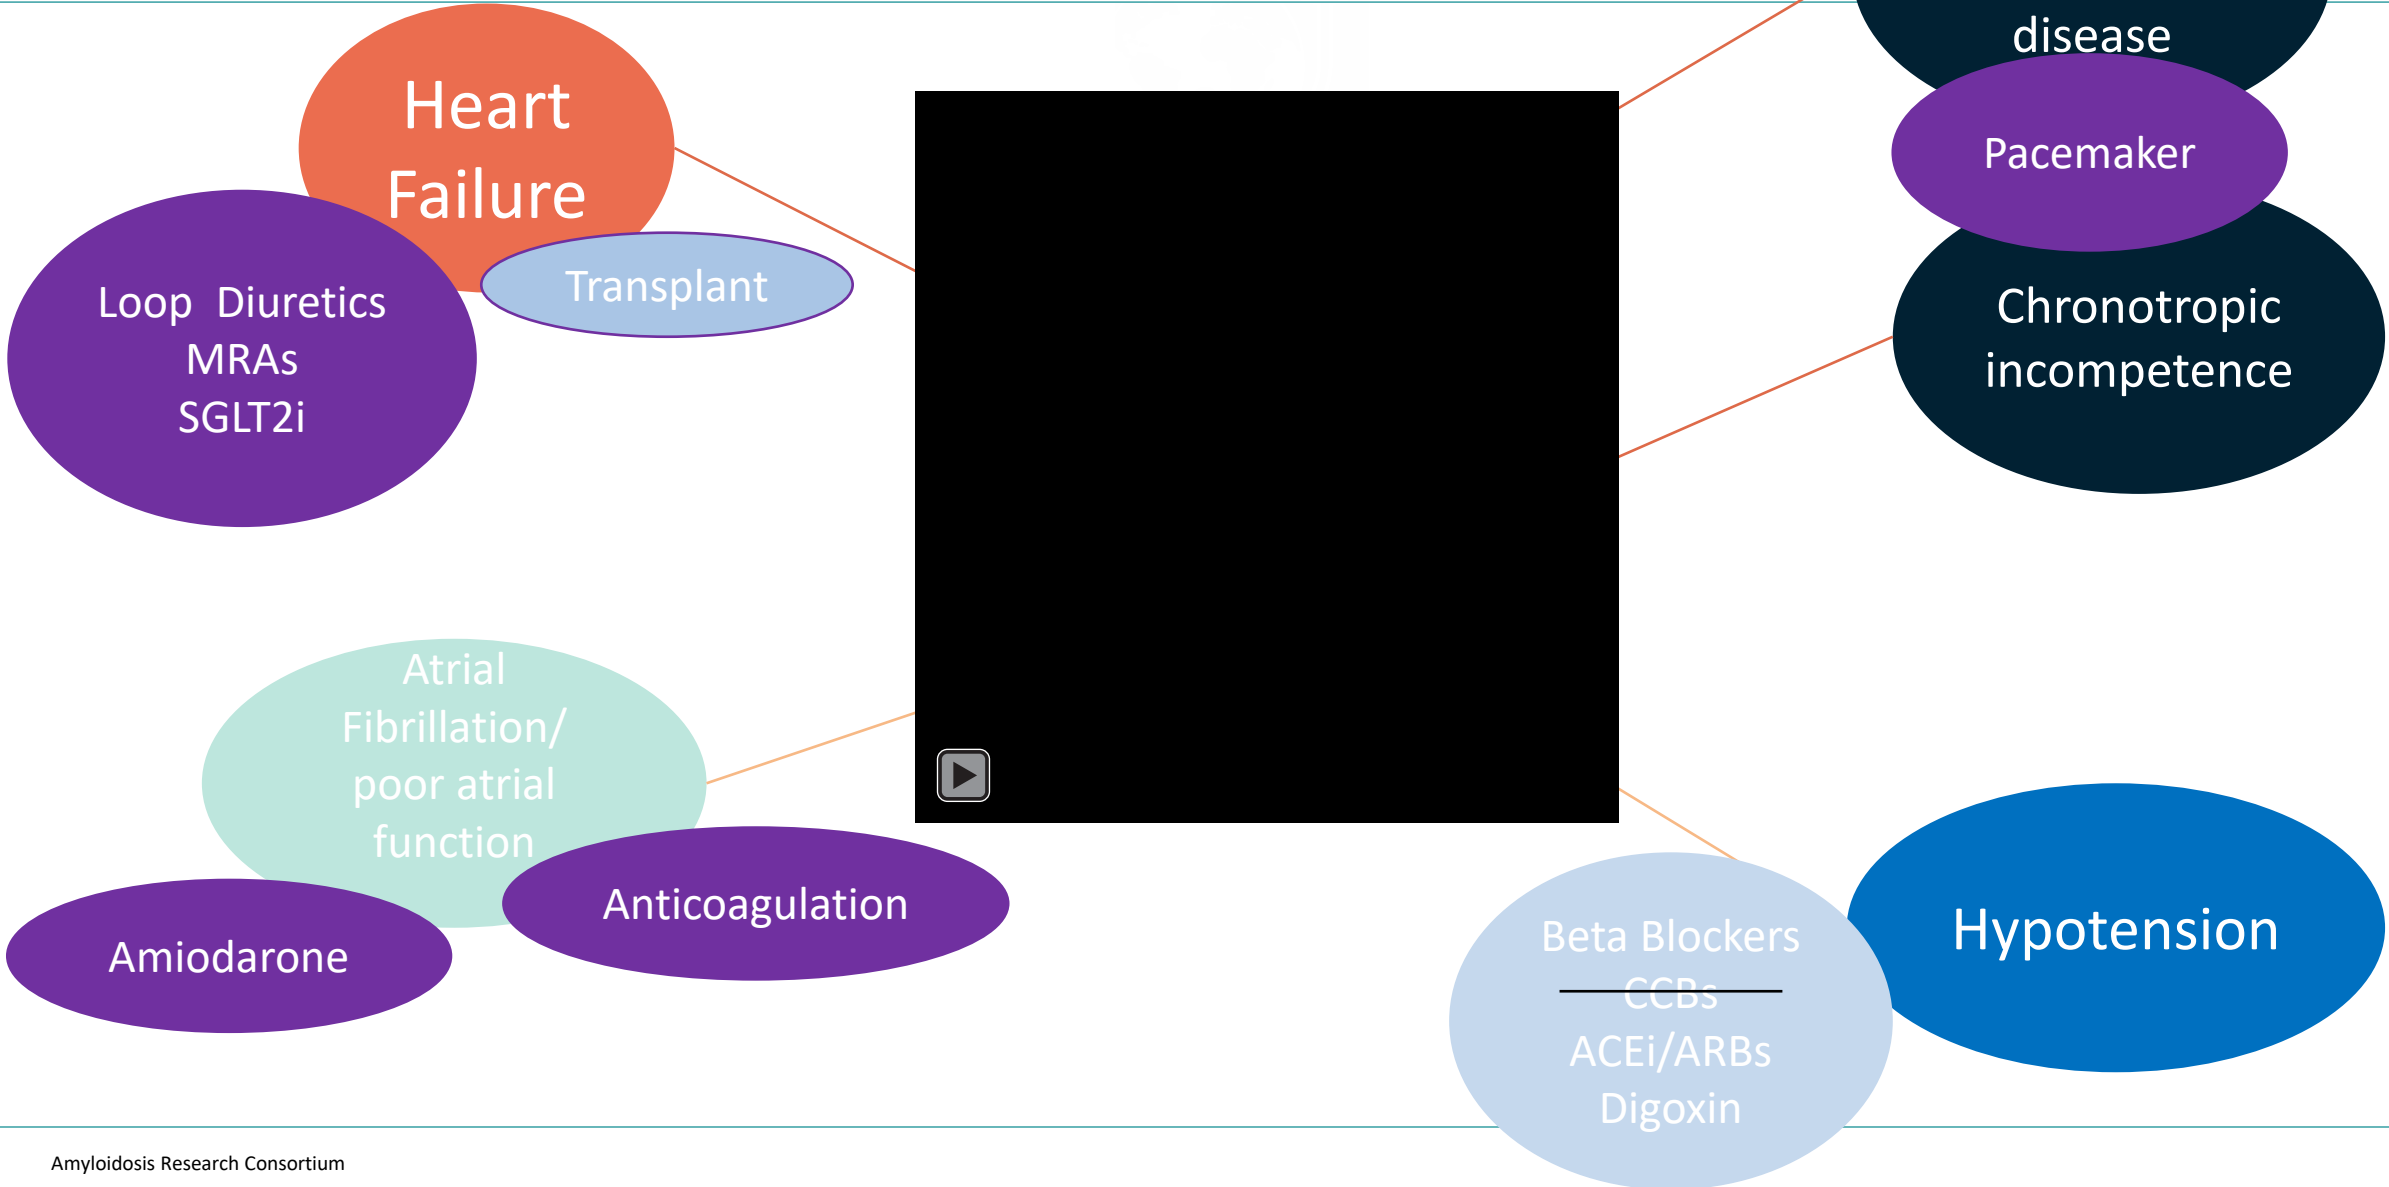 Heart
Failure
Loop  Diuretics
MRAs
SGLT2i
Transplant
disease
Pacemaker
Chronotropic
incompetence
Atrial
Fibrillation/
poor atrial
function
Amiodarone
Anticoagulation
Beta Blockers
CCBs
ACEi/ARBs
Digoxin
Hypotension
Amyloidosis Research Consortium